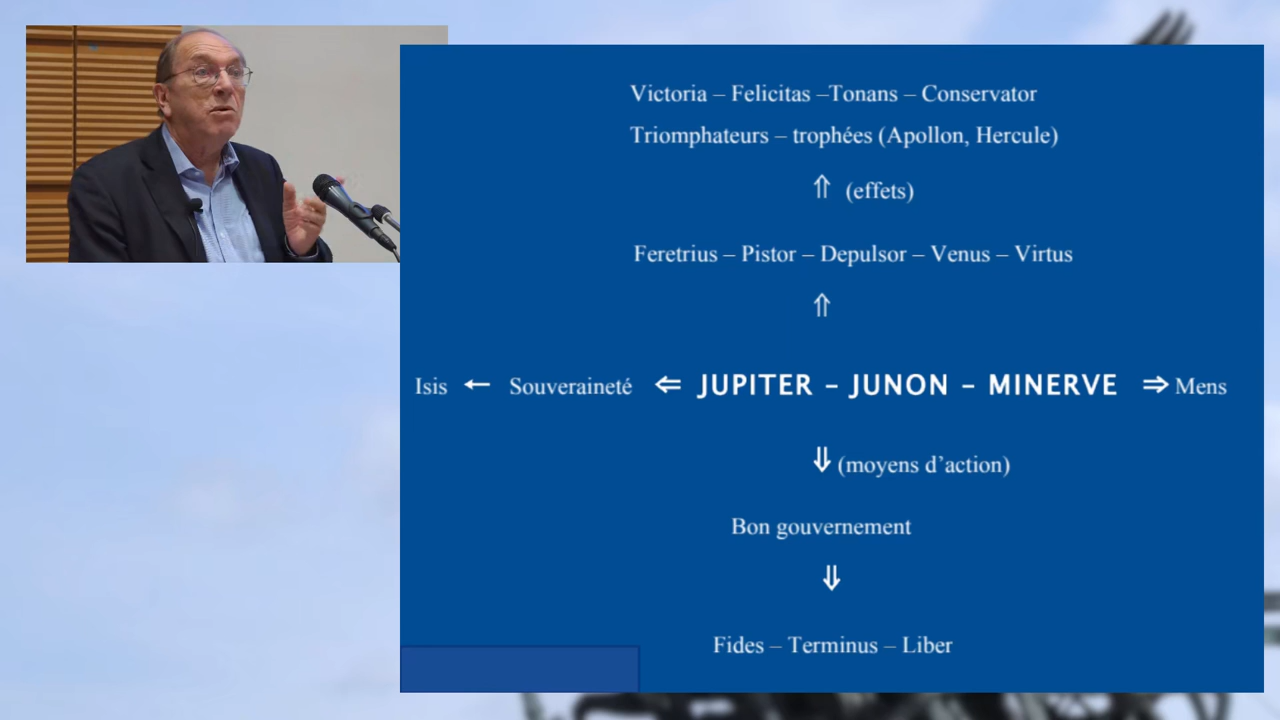 Victoria – Felicitas –Tonans – Conservator
Triomphateurs – trophées (Apollon, Hercule)
⇑ (effets)
Feretrius – Pistor – Depulsor – Venus – Virtus
⇑
Isis ← Souveraineté ⇐ JUPITER – JUNON – MINERVE ⇒ Mens
⇓ (moyens d’action)
Bon gouvernement
⇓
Fides – Terminus – Liber